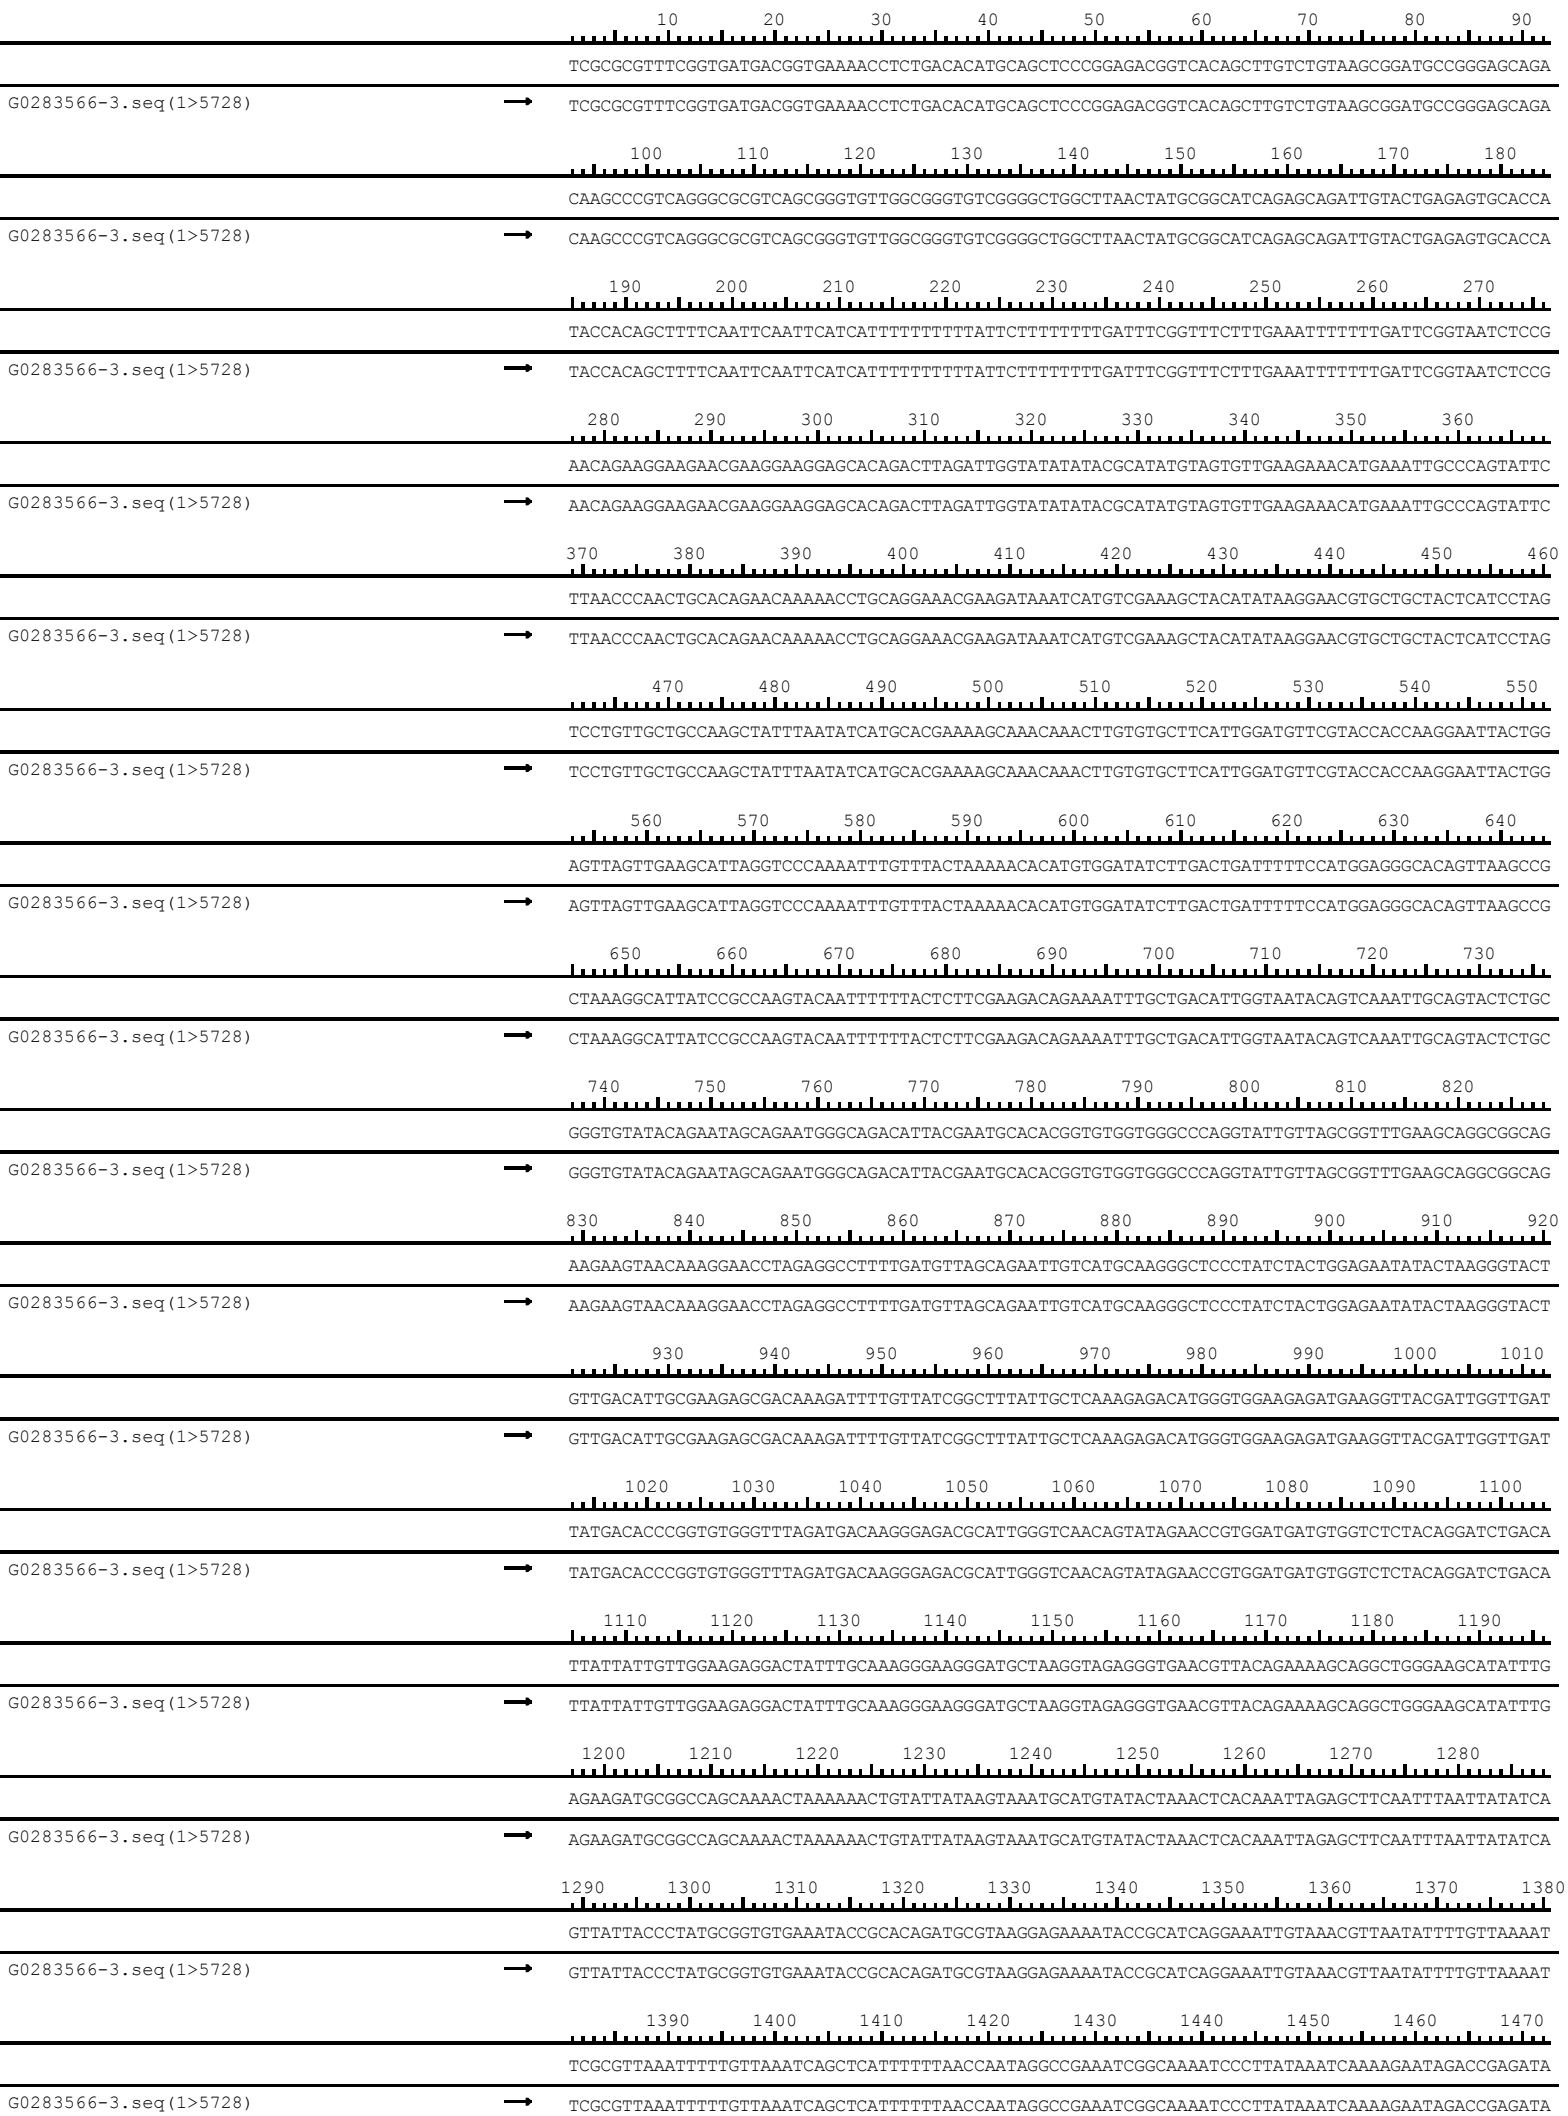 10 20 30 40 50 60 70 80 90
TCGCGCGTTTCGGTGATGACGGTGAAAACCTCTGACACATGCAGCTCCCGGAGACGGTCACAGCTTGTCTGTAAGCGGATGCCGGGAGCAGA
G0283566-3.seq(1>5728) → TCGCGCGTTTCGGTGATGACGGTGAAAACCTCTGACACATGCAGCTCCCGGAGACGGTCACAGCTTGTCTGTAAGCGGATGCCGGGAGCAGA
100 110 120 130 140 150 160 170 180
CAAGCCCGTCAGGGCGCGTCAGCGGGTGTTGGCGGGTGTCGGGGCTGGCTTAACTATGCGGCATCAGAGCAGATTGTACTGAGAGTGCACCA
G0283566-3.seq(1>5728) → CAAGCCCGTCAGGGCGCGTCAGCGGGTGTTGGCGGGTGTCGGGGCTGGCTTAACTATGCGGCATCAGAGCAGATTGTACTGAGAGTGCACCA
190 200 210 220 230 240 250 260 270
TACCACAGCTTTTCAATTCAATTCATCATTTTTTTTTTATTCTTTTTTTTGATTTCGGTTTCTTTGAAATTTTTTTGATTCGGTAATCTCCG
G0283566-3.seq(1>5728) → TACCACAGCTTTTCAATTCAATTCATCATTTTTTTTTTATTCTTTTTTTTGATTTCGGTTTCTTTGAAATTTTTTTGATTCGGTAATCTCCG
280 290 300 310 320 330 340 350 360
AACAGAAGGAAGAACGAAGGAAGGAGCACAGACTTAGATTGGTATATATACGCATATGTAGTGTTGAAGAAACATGAAATTGCCCAGTATTC
G0283566-3.seq(1>5728) → AACAGAAGGAAGAACGAAGGAAGGAGCACAGACTTAGATTGGTATATATACGCATATGTAGTGTTGAAGAAACATGAAATTGCCCAGTATTC
370 380 390 400 410 420 430 440 450 460
TTAACCCAACTGCACAGAACAAAAACCTGCAGGAAACGAAGATAAATCATGTCGAAAGCTACATATAAGGAACGTGCTGCTACTCATCCTAG
G0283566-3.seq(1>5728) → TTAACCCAACTGCACAGAACAAAAACCTGCAGGAAACGAAGATAAATCATGTCGAAAGCTACATATAAGGAACGTGCTGCTACTCATCCTAG
470 480 490 500 510 520 530 540 550
TCCTGTTGCTGCCAAGCTATTTAATATCATGCACGAAAAGCAAACAAACTTGTGTGCTTCATTGGATGTTCGTACCACCAAGGAATTACTGG
G0283566-3.seq(1>5728) → TCCTGTTGCTGCCAAGCTATTTAATATCATGCACGAAAAGCAAACAAACTTGTGTGCTTCATTGGATGTTCGTACCACCAAGGAATTACTGG
560 570 580 590 600 610 620 630 640
AGTTAGTTGAAGCATTAGGTCCCAAAATTTGTTTACTAAAAACACATGTGGATATCTTGACTGATTTTTCCATGGAGGGCACAGTTAAGCCG
G0283566-3.seq(1>5728) → AGTTAGTTGAAGCATTAGGTCCCAAAATTTGTTTACTAAAAACACATGTGGATATCTTGACTGATTTTTCCATGGAGGGCACAGTTAAGCCG
650 660 670 680 690 700 710 720 730
CTAAAGGCATTATCCGCCAAGTACAATTTTTTACTCTTCGAAGACAGAAAATTTGCTGACATTGGTAATACAGTCAAATTGCAGTACTCTGC
G0283566-3.seq(1>5728) → CTAAAGGCATTATCCGCCAAGTACAATTTTTTACTCTTCGAAGACAGAAAATTTGCTGACATTGGTAATACAGTCAAATTGCAGTACTCTGC
740 750 760 770 780 790 800 810 820
GGGTGTATACAGAATAGCAGAATGGGCAGACATTACGAATGCACACGGTGTGGTGGGCCCAGGTATTGTTAGCGGTTTGAAGCAGGCGGCAG
G0283566-3.seq(1>5728) → GGGTGTATACAGAATAGCAGAATGGGCAGACATTACGAATGCACACGGTGTGGTGGGCCCAGGTATTGTTAGCGGTTTGAAGCAGGCGGCAG
830 840 850 860 870 880 890 900 910 920
AAGAAGTAACAAAGGAACCTAGAGGCCTTTTGATGTTAGCAGAATTGTCATGCAAGGGCTCCCTATCTACTGGAGAATATACTAAGGGTACT
G0283566-3.seq(1>5728) → AAGAAGTAACAAAGGAACCTAGAGGCCTTTTGATGTTAGCAGAATTGTCATGCAAGGGCTCCCTATCTACTGGAGAATATACTAAGGGTACT
930 940 950 960 970 980 990 1000 1010
GTTGACATTGCGAAGAGCGACAAAGATTTTGTTATCGGCTTTATTGCTCAAAGAGACATGGGTGGAAGAGATGAAGGTTACGATTGGTTGAT
G0283566-3.seq(1>5728) → GTTGACATTGCGAAGAGCGACAAAGATTTTGTTATCGGCTTTATTGCTCAAAGAGACATGGGTGGAAGAGATGAAGGTTACGATTGGTTGAT
1020 1030 1040 1050 1060 1070 1080 1090 1100
TATGACACCCGGTGTGGGTTTAGATGACAAGGGAGACGCATTGGGTCAACAGTATAGAACCGTGGATGATGTGGTCTCTACAGGATCTGACA
G0283566-3.seq(1>5728) → TATGACACCCGGTGTGGGTTTAGATGACAAGGGAGACGCATTGGGTCAACAGTATAGAACCGTGGATGATGTGGTCTCTACAGGATCTGACA
1110 1120 1130 1140 1150 1160 1170 1180 1190
TTATTATTGTTGGAAGAGGACTATTTGCAAAGGGAAGGGATGCTAAGGTAGAGGGTGAACGTTACAGAAAAGCAGGCTGGGAAGCATATTTG
G0283566-3.seq(1>5728) → TTATTATTGTTGGAAGAGGACTATTTGCAAAGGGAAGGGATGCTAAGGTAGAGGGTGAACGTTACAGAAAAGCAGGCTGGGAAGCATATTTG
1200 1210 1220 1230 1240 1250 1260 1270 1280
AGAAGATGCGGCCAGCAAAACTAAAAAACTGTATTATAAGTAAATGCATGTATACTAAACTCACAAATTAGAGCTTCAATTTAATTATATCA
G0283566-3.seq(1>5728) → AGAAGATGCGGCCAGCAAAACTAAAAAACTGTATTATAAGTAAATGCATGTATACTAAACTCACAAATTAGAGCTTCAATTTAATTATATCA
1290 1300 1310 1320 1330 1340 1350 1360 1370 1380
GTTATTACCCTATGCGGTGTGAAATACCGCACAGATGCGTAAGGAGAAAATACCGCATCAGGAAATTGTAAACGTTAATATTTTGTTAAAAT
G0283566-3.seq(1>5728) → GTTATTACCCTATGCGGTGTGAAATACCGCACAGATGCGTAAGGAGAAAATACCGCATCAGGAAATTGTAAACGTTAATATTTTGTTAAAAT
1390 1400 1410 1420 1430 1440 1450 1460 1470
TCGCGTTAAATTTTTGTTAAATCAGCTCATTTTTTAACCAATAGGCCGAAATCGGCAAAATCCCTTATAAATCAAAAGAATAGACCGAGATA
G0283566-3.seq(1>5728) → TCGCGTTAAATTTTTGTTAAATCAGCTCATTTTTTAACCAATAGGCCGAAATCGGCAAAATCCCTTATAAATCAAAAGAATAGACCGAGATA